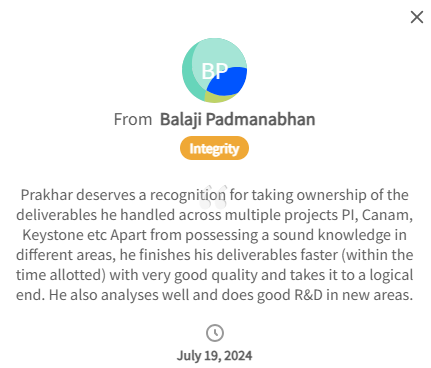 BP
From Balaji Padmanabhan
Integrity
Prakhar deserves a recognition for taking ownership of the
deliverables he handled across multiple projects PI, Canam,
Keystone etc Apart from possessing a sound knowledge in
different areas, he finishes his deliverables faster (within the
time allotted) with very good quality and takes it to a logical
end. He also analyses well and does good R&D in new areas.
July 19, 2024